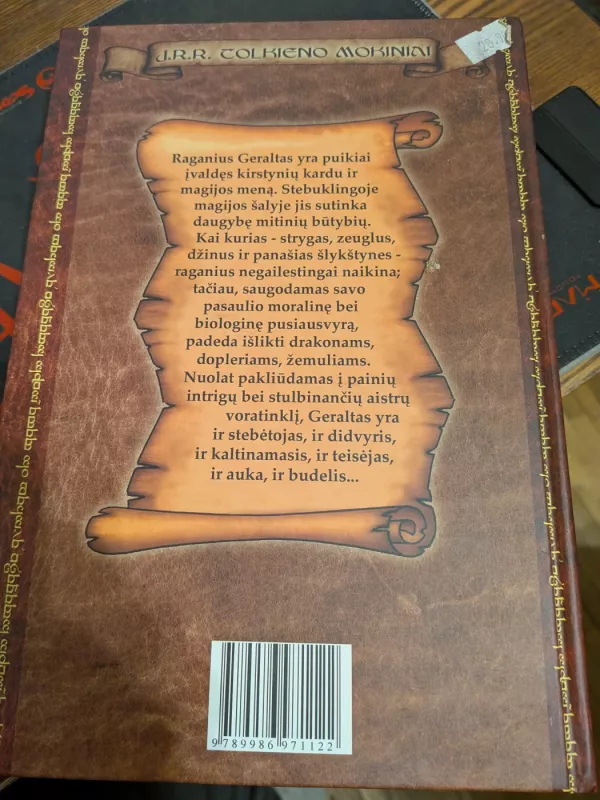 J.R.R. TOLKIENO MOKINIAI
Raganius Geraltas yra puikiai
įvaldęs kirstynių kardu ir
magijos meną. Stebuklingoje
magijos šalyje jis sutinka
daugybę mitinių būtybių.
Kai kurias - strygas, zeuglus,
džinus ir panašias šlykštynes -
raganius negailestingai naikina;
tačiau, saugodamas savo
pasaulio moralinę bei
biologinę pusiausvyrą,
padeda išlikti drakonams,
dopleriams, žemuliams.
Nuolat pakliūdamas į painių
intrigų bei stulbinančių aistrų
voratinklį, Geraltas yra
ir stebėtojas, ir didvyris,
ir kaltinamasis, ir teisėjas,
ir auka, ir budelis...
9 789986 971122